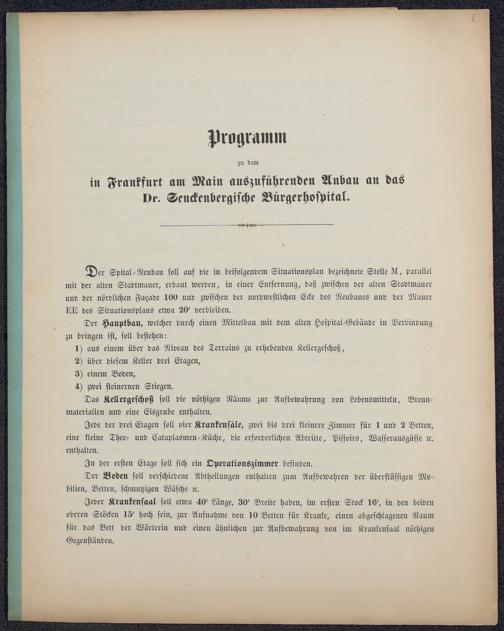 Programm
zu dem
in Frankfurt am Main auszuführenden Anbau an das
Dr. Senckenbergische Bürgerhospital.
Der Spital-Neubau soll auf die in beifolgendem Situationsplan bezeichnete Stelle M, parallel
mit der alten Stadtmauer, erbaut werden, in einer Entfernung, daß zwischen der alten Stadtmauer
und der nördlichen Façade 100 und zwischen der nordwestlichen Ecke des Neubaues und der Mauer
EE des Situationsplans etwa 20′ verbleiben.
Der Hauptbau, welcher durch einen Mittelbau mit dem alten Hospital-Gebäude in Verbindung
zu bringen ist, soll bestehen:
1) aus einem über das Niveau des Terrains zu erhebenden Kellergeschoß,
2) über diesem Keller drei Etagen,
3) einem Boden,
4) zwei steinernen Stiegen.
Das Kellergeschoß soll die nöthigen Räume zur Aufbewahrung von Lebensmitteln, Brenn-
materialien und eine Eisgrube enthalten.
Jede der drei Etagen soll vier Krankensäle, zwei bis drei kleinere Zimmer für 1 und 2 Betten,
eine kleine Thee- und Cataplasmen-Küche, die erforderlichen Abtritte, Pissoirs, Wasserausgüsse ꝛc.
enthalten.
In der ersten Etage soll sich ein Operationszimmer befinden.
Der Boden soll verschiedene Abtheilungen enthalten zum Aufbewahren der überflüssigen Mo-
bilien, Betten, schmutzigen Wäsche ꝛc.
Jeder Krankensaal soll etwa 40′ Länge, 30′ Breite haben, im ersten Stock 16′, in den beiden
oberen Stöcken 15′ hoch sein, zur Aufnahme von 10 Betten für Kranke, einen abgeschlagenen Raum
für das Bett der Wärterin und einen ähnlichen zur Aufbewahrung von im Krankensaal nöthigen
Gegenständen.